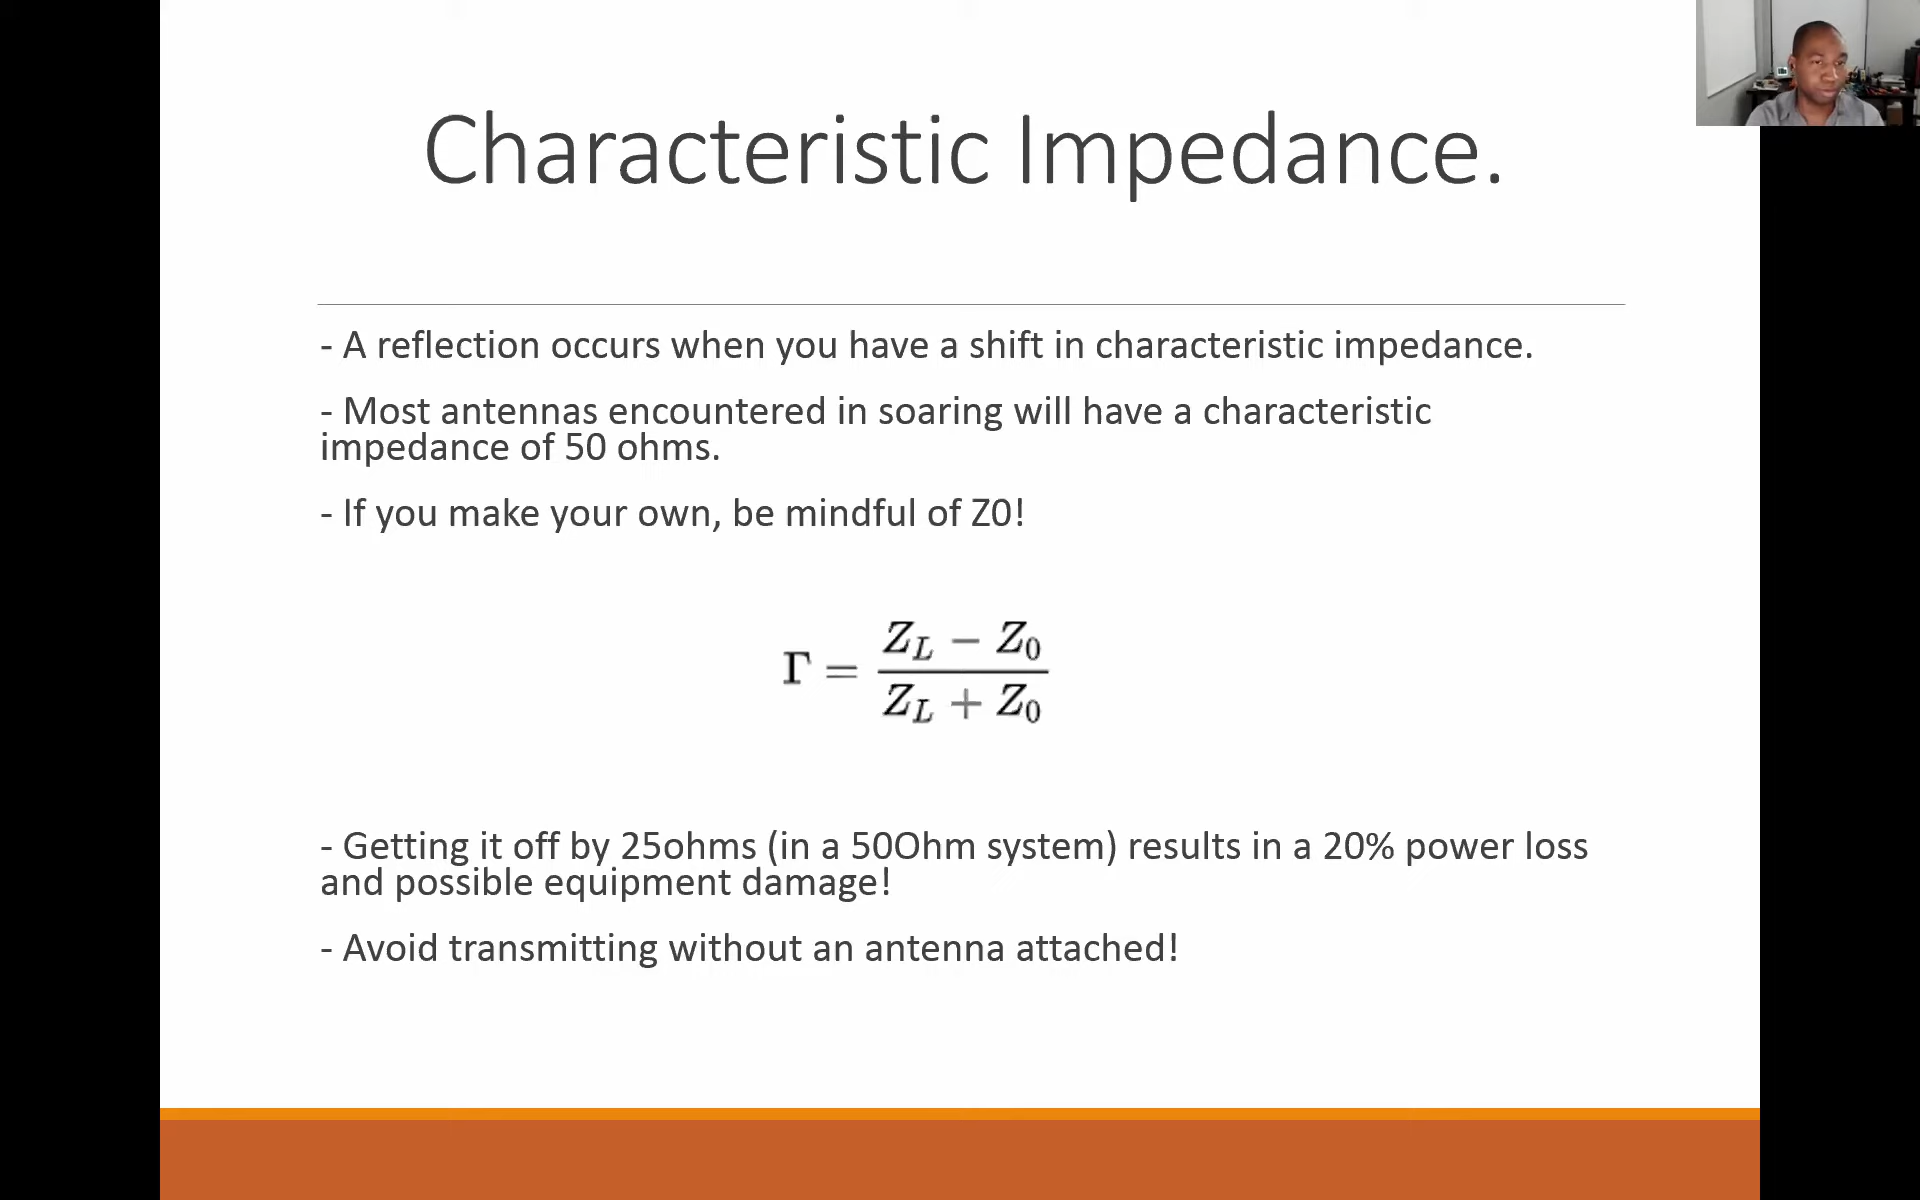 Characteristic Impedance.
- A reflection occurs when you have a shift in characteristic impedance.
- Most antennas encountered in soaring will have a characteristic
impedance of 50 ohms.
- If you make your own, be mindful of Z0!
Γ = (Z_L − Z_0) / (Z_L + Z_0)
- Getting it off by 25ohms (in a 50Ohm system) results in a 20% power loss
and possible equipment damage!
- Avoid transmitting without an antenna attached!